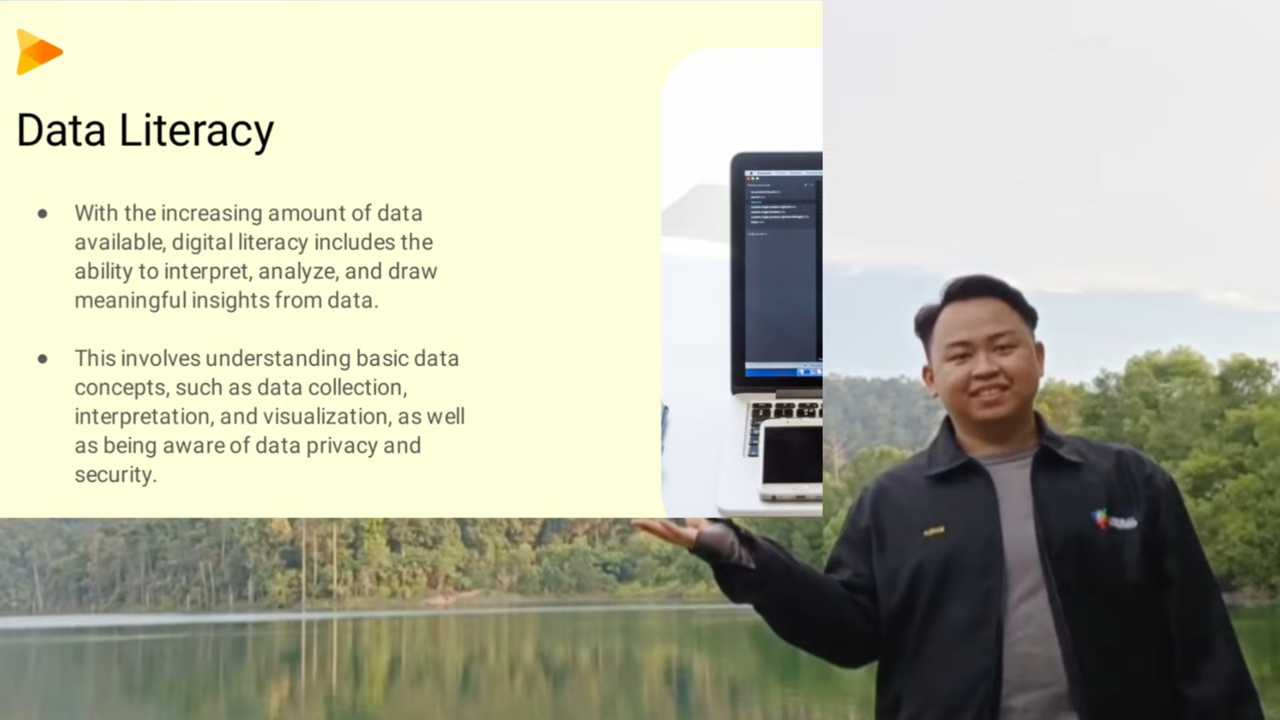 Data Literacy
With the increasing amount of data
available, digital literacy includes the
ability to interpret, analyze, and draw
meaningful insights from data.
This involves understanding basic data
concepts, such as data collection,
interpretation, and visualization, as well
as being aware of data privacy and
security.